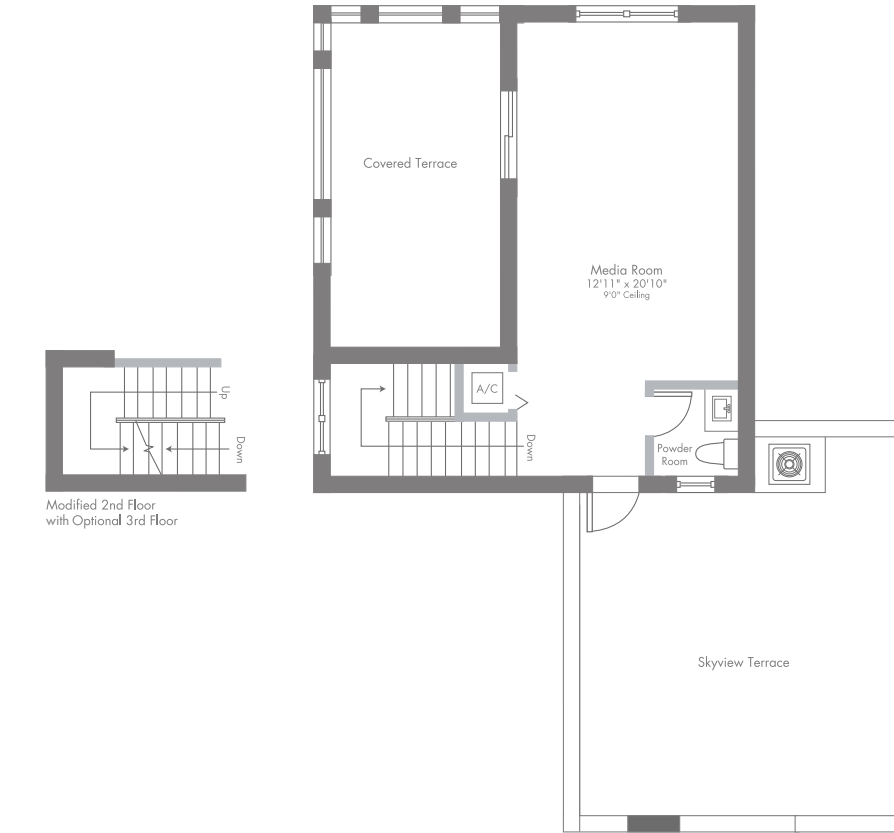 Covered Terrace
Media Room
12'11" x 20'10"
9'0" Ceiling
A/C
Up
Down
Down
Powder
Room
Modified 2nd Floor
with Optional 3rd Floor
Skyview Terrace